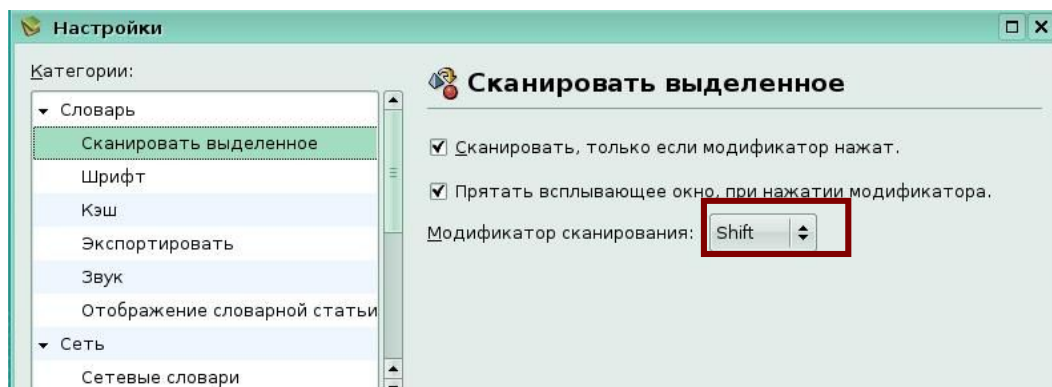 Настройки
Категории:
Словарь
Сканировать выделенное
Шрифт
Кэш
Экспортировать
Звук
Отображение словарной статьи
Сеть
Сетевые словари
Сканировать выделенное
Сканировать, только если модификатор нажат.
Прятать всплывающее окно, при нажатии модификатора.
Модификатор сканирования: Shift